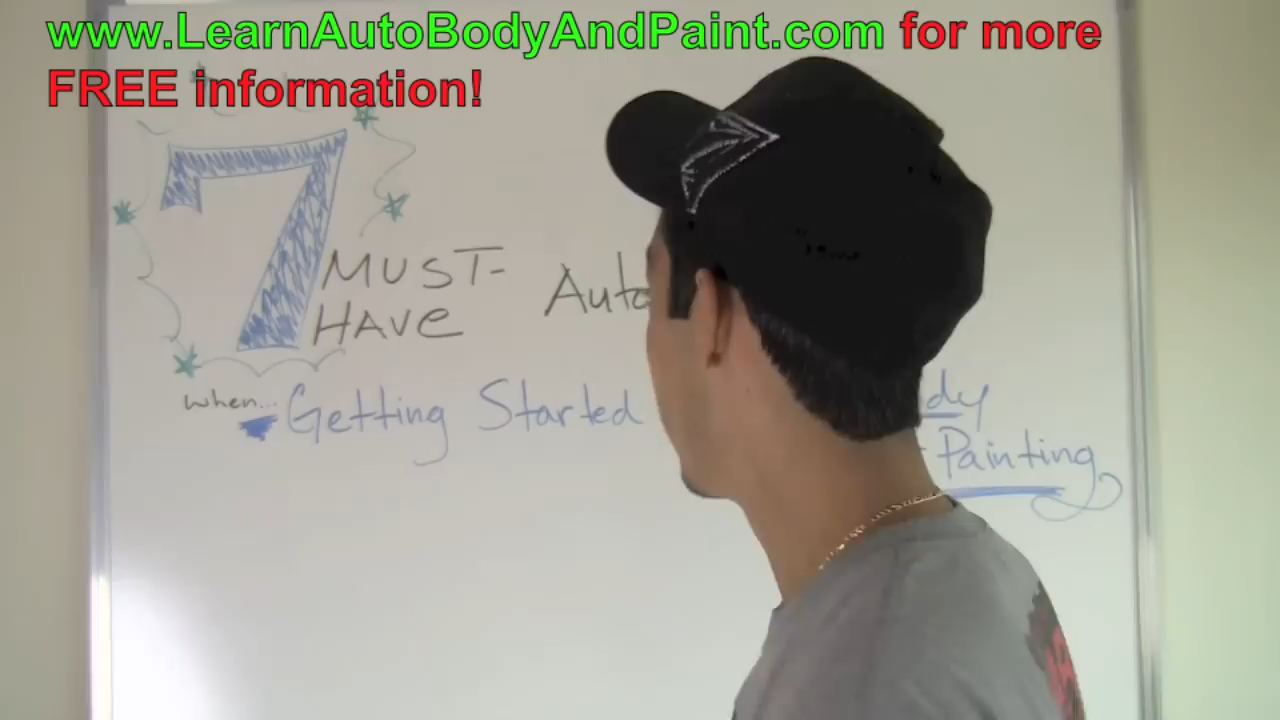 www.LearnAutoBodyAndPaint.com for more
FREE information!
7 MUST-
HAVE
Auto
when... Getting Started
dy
Painting